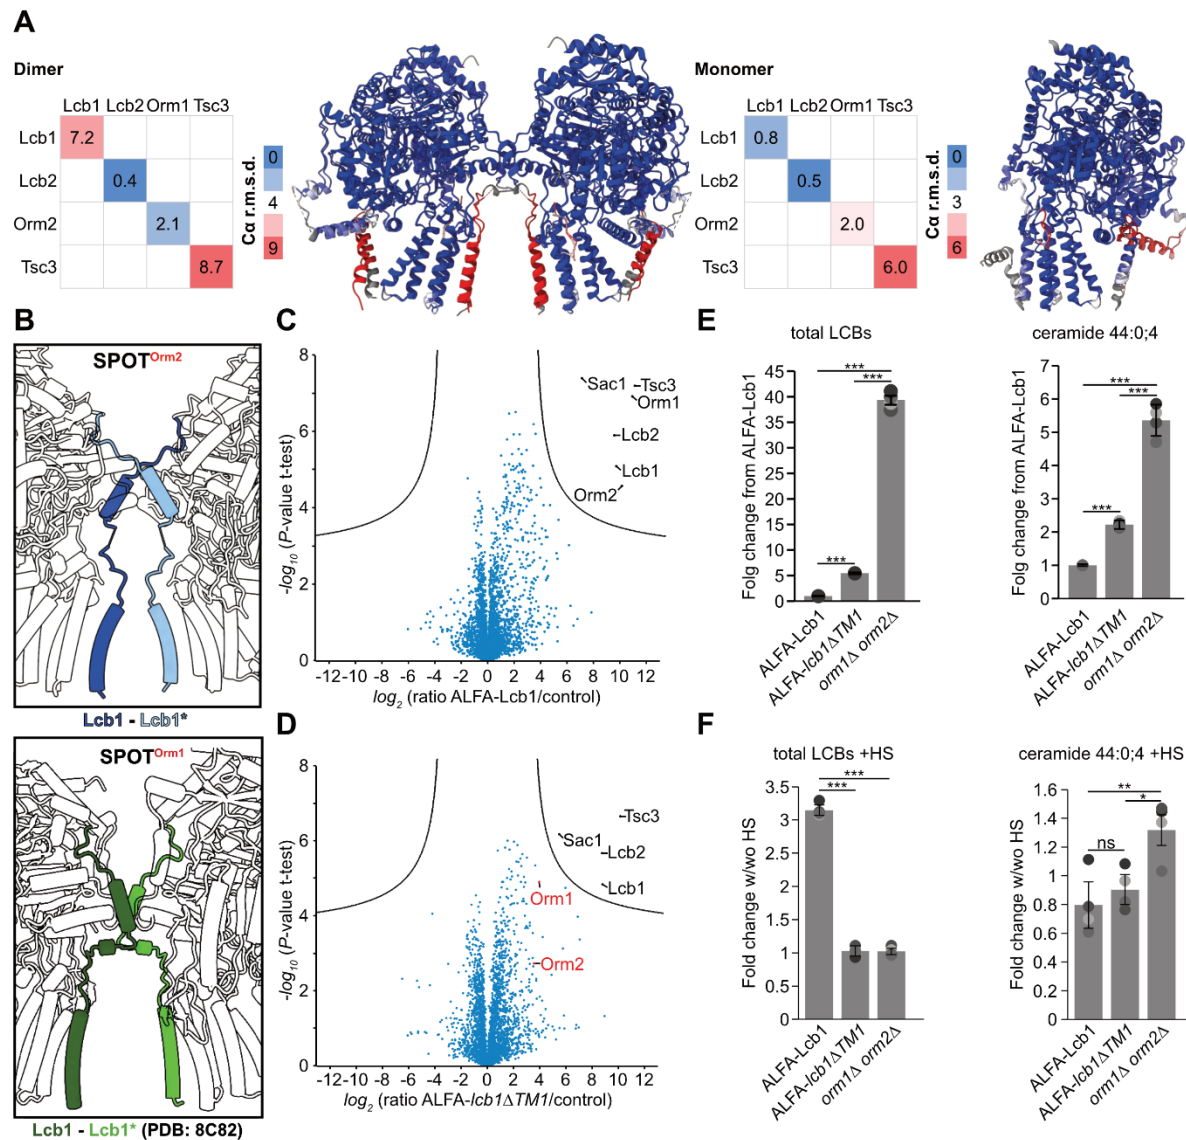 A
Dimer
Lcb1 Lcb2 Orm1 Tsc3
Lcb1 7.2
Lcb2 0.4
Orm2 2.1
Tsc3 8.7
Cα r.m.s.d.
0
4
9
Monomer
Lcb1 Lcb2 Orm1 Tsc3
Lcb1 0.8
Lcb2 0.5
Orm2 2.0
Tsc3 6.0
Cα r.m.s.d.
0
3
6
B
SPOTOrm2
Lcb1 - Lcb1*
SPOTOrm1
Lcb1 - Lcb1* (PDB: 8C82)
C
-log10 (P-value t-test)
8
6
4
2
0
Sac1
Tsc3
Orm1
Lcb2
Lcb1
Orm2
-12 -10 -8 -6 -4 -2 0 2 4 6 8 10 12
log2 (ratio ALFA-Lcb1/control)
D
-log10 (P-value t-test)
8
6
4
2
0
Tsc3
Sac1
Lcb2
Lcb1
Orm1
Orm2
-12 -10 -8 -6 -4 -2 0 2 4 6 8 10 12
log2 (ratio ALFA-lcb1ΔTM1/control)
E
total LCBs
Folg change from ALFA-Lcb1
45
40
35
30
25
20
15
10
5
0
***
***
***
ALFA-Lcb1
ALFA-lcb1ΔTM1
orm1Δ orm2Δ
ceramide 44:0;4
Folg change from ALFA-Lcb1
7
6
5
4
3
2
1
0
***
***
***
ALFA-Lcb1
ALFA-lcb1ΔTM1
orm1Δ orm2Δ
F
total LCBs +HS
Fold change w/wo HS
3.5
3
2.5
2
1.5
1
0.5
0
***
***
ALFA-Lcb1
ALFA-lcb1ΔTM1
orm1Δ orm2Δ
ceramide 44:0;4 +HS
Fold change w/wo HS
1.6
1.4
1.2
1
0.8
0.6
0.4
0.2
0
**
*
ns
ALFA-Lcb1
ALFA-lcb1ΔTM1
orm1Δ orm2Δ